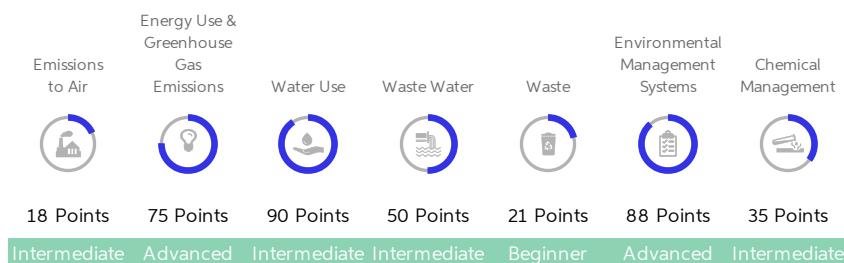 Energy Use &
Greenhouse
Gas
Emissions
Emissions
to Air
Water Use
Waste Water
Waste
Environmental
Management
Systems
Chemical
Management
18 Points
75 Points
90 Points
50 Points
21 Points
88 Points
35 Points
Intermediate
Advanced
Intermediate
Intermediate
Beginner
Advanced
Intermediate